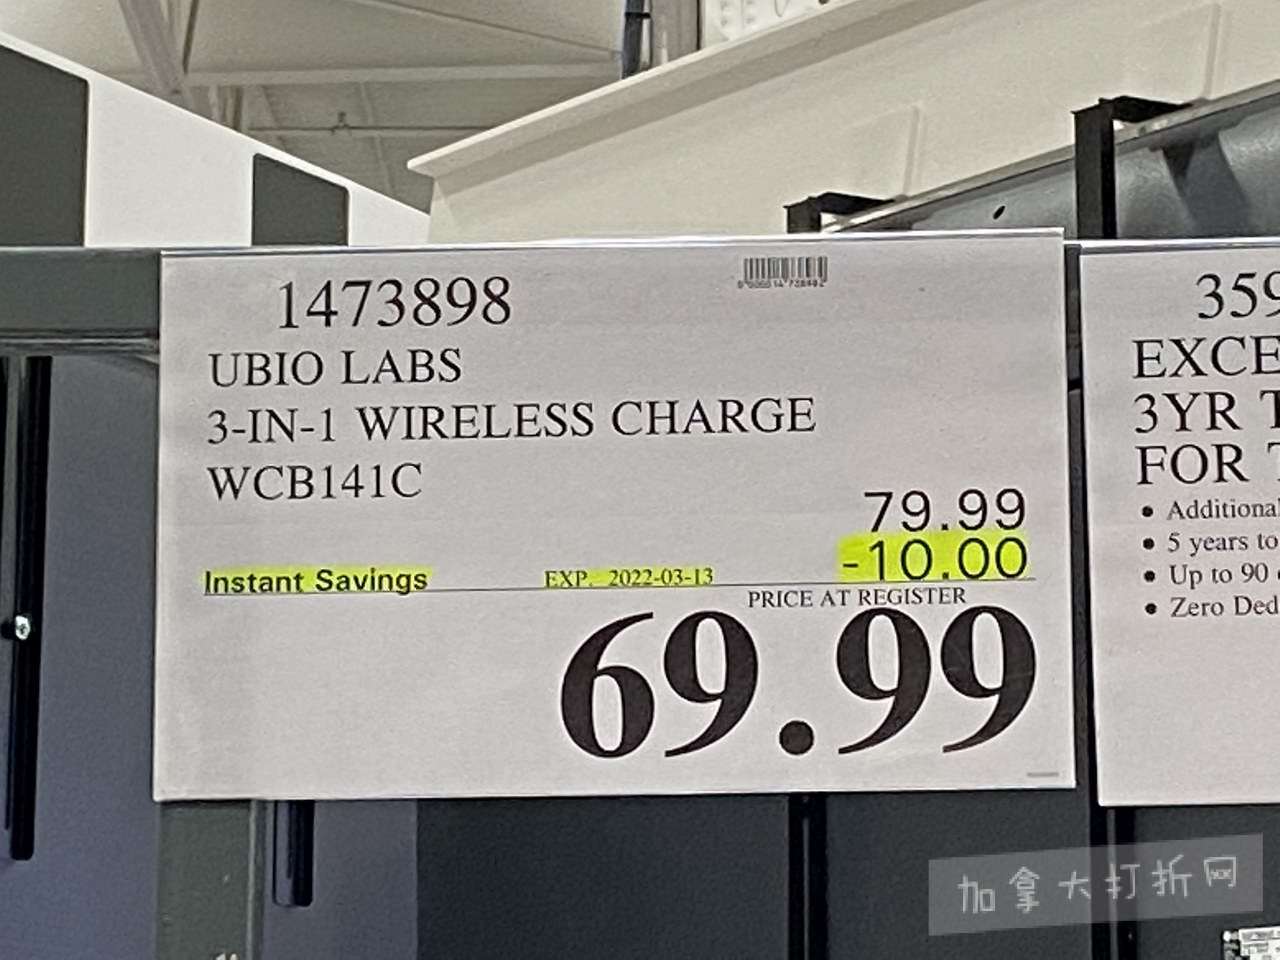 1473898
UBIO LABS
3-IN-1 WIRELESS CHARGE
WCB141C
79.99
-10.00
Instant Savings EXP. 2022-03-13
PRICE AT REGISTER
69.99
359
EXCE
3YR T
FOR T
• Additional
• 5 years to
• Up to 90
• Zero Ded
加拿大打折网